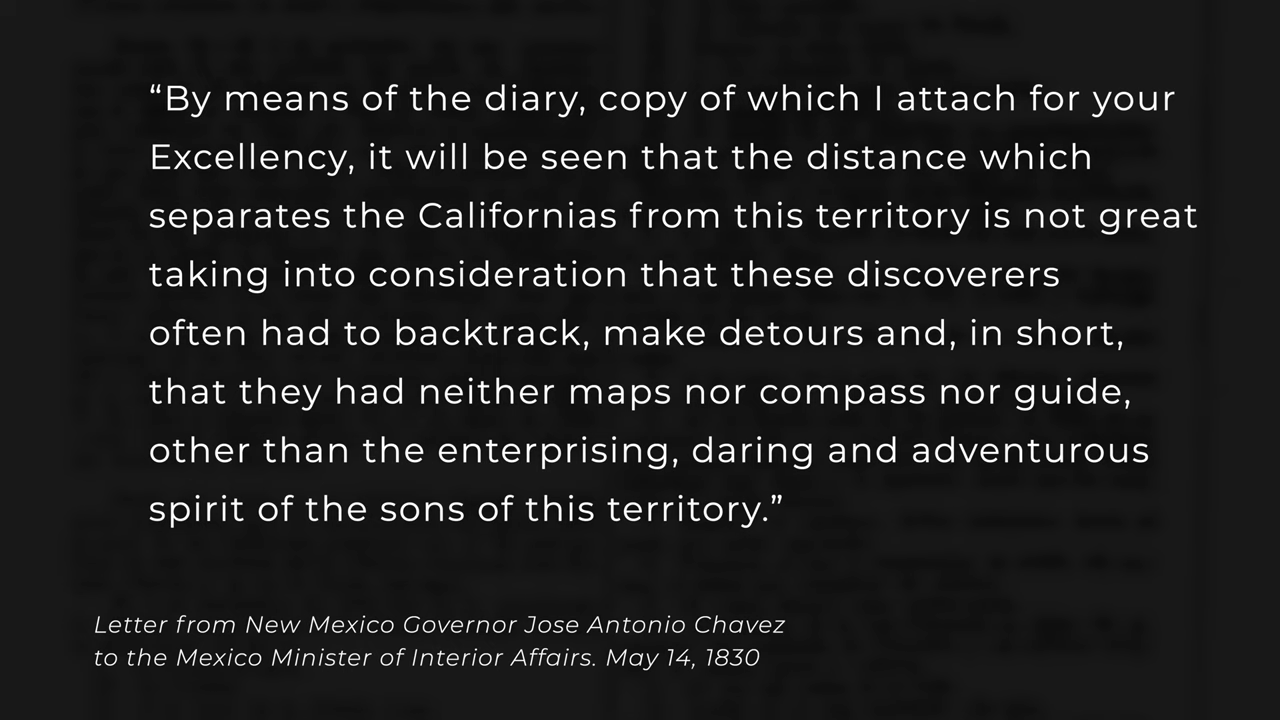 “By means of the diary, copy of which I attach for your
Excellency, it will be seen that the distance which
separates the Californias from this territory is not great
taking into consideration that these discoverers
often had to backtrack, make detours and, in short,
that they had neither maps nor compass nor guide,
other than the enterprising, daring and adventurous
spirit of the sons of this territory.”
Letter from New Mexico Governor Jose Antonio Chavez
to the Mexico Minister of Interior Affairs. May 14, 1830